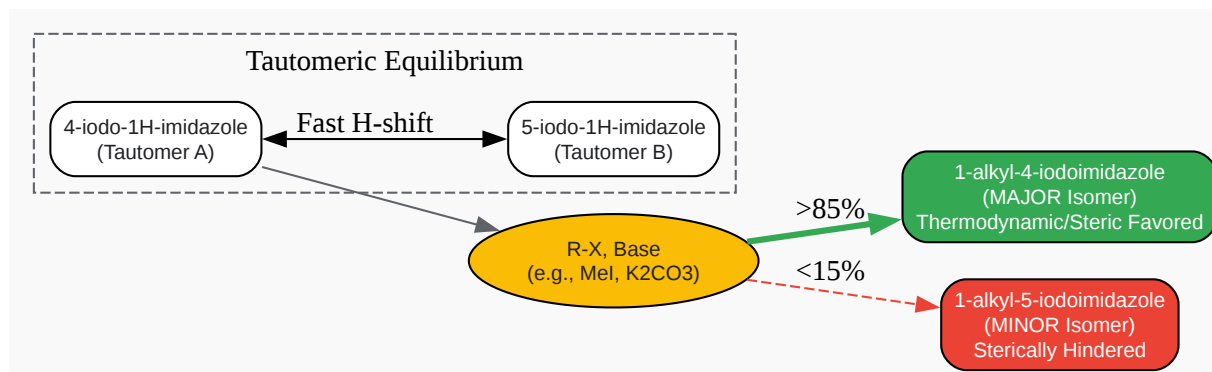 Tautomeric Equilibrium
4-iodo-1H-imidazole
(Tautomer A)
Fast H-shift
5-iodo-1H-imidazole
(Tautomer B)
R-X, Base
(e.g., MeI, K2CO3)
>85%
<15%
1-alkyl-4-iodoimidazole
(MAJOR Isomer)
Thermodynamic/Steric Favored
1-alkyl-5-iodoimidazole
(MINOR Isomer)
Sterically Hindered